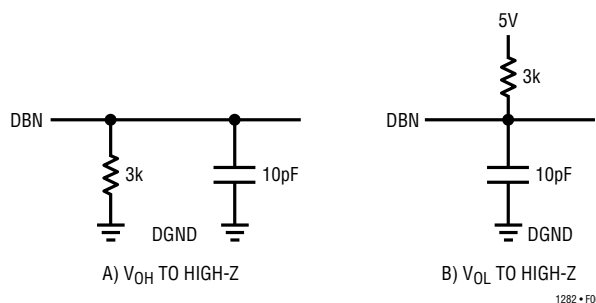 5V
3k
DBN
DBN
3k
10pF
10pF
DGND
DGND
A) VOH TO HIGH-Z
B) VOL TO HIGH-Z
1282 • F0